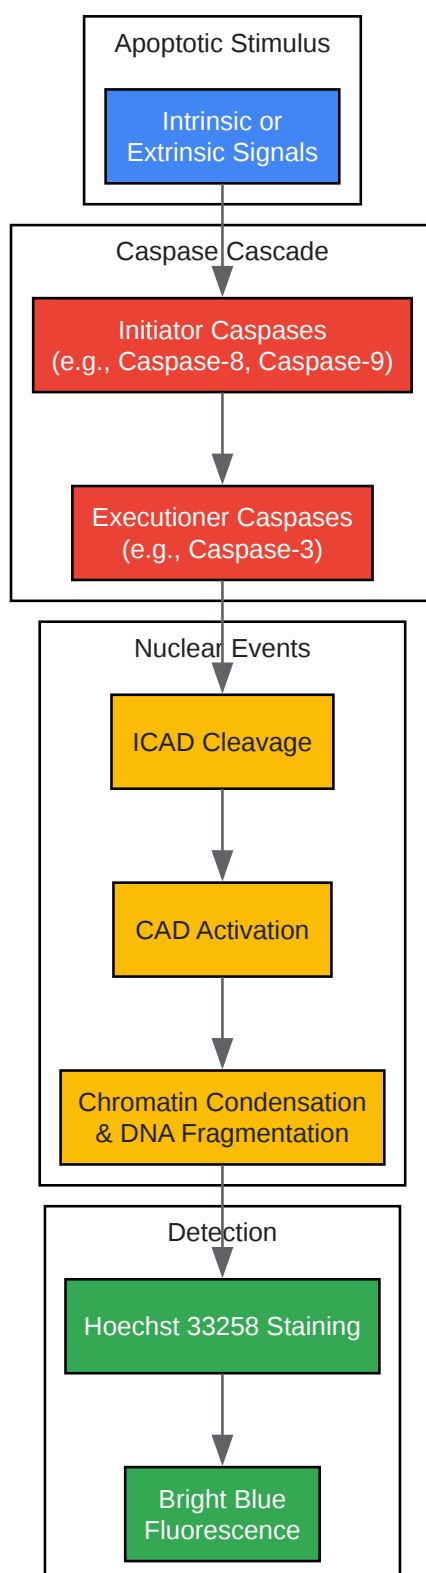 Apoptotic Stimulus
Intrinsic or
Extrinsic Signals
Caspase Cascade
Initiator Caspases
(e.g., Caspase-8, Caspase-9)
Executioner Caspases
(e.g., Caspase-3)
Nuclear Events
ICAD Cleavage
CAD Activation
Chromatin Condensation
& DNA Fragmentation
Detection
Hoechst 33258 Staining
Bright Blue
Fluorescence